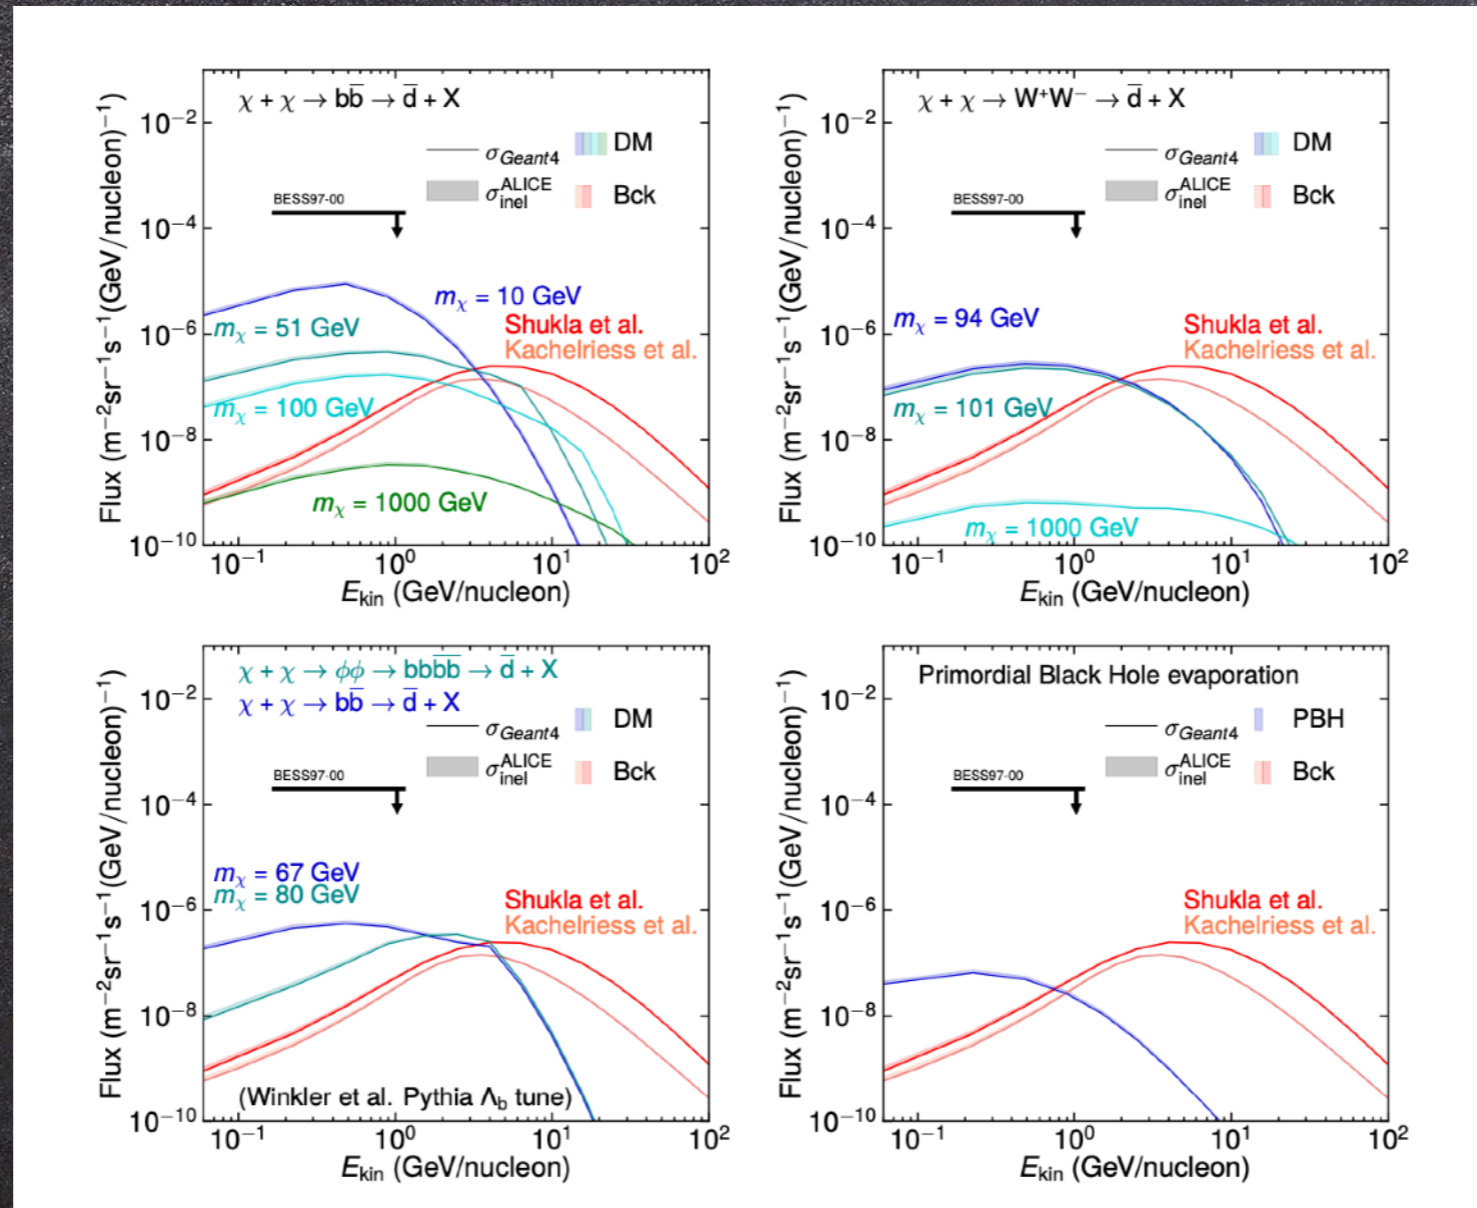 χ + χ → bb̅ → d̅ + X
Flux (m⁻²sr⁻¹s⁻¹(GeV/nucleon)⁻¹)
10⁻²
10⁻⁴
10⁻⁶
10⁻⁸
10⁻¹⁰
σGeant4
DM
σinel^ALICE
Bck
BESS97-00
mχ = 10 GeV
mχ = 51 GeV
Shukla et al.
Kachelriess et al.
mχ = 100 GeV
mχ = 1000 GeV
10⁻¹ 10⁰ 10¹ 10²
Ekin (GeV/nucleon)
χ + χ → W⁺W⁻ → d̅ + X
Flux (m⁻²sr⁻¹s⁻¹(GeV/nucleon)⁻¹)
10⁻²
10⁻⁴
10⁻⁶
10⁻⁸
10⁻¹⁰
σGeant4
DM
σinel^ALICE
Bck
BESS97-00
mχ = 94 GeV
Shukla et al.
Kachelriess et al.
mχ = 101 GeV
mχ = 1000 GeV
10⁻¹ 10⁰ 10¹ 10²
Ekin (GeV/nucleon)
χ + χ → ϕϕ → bbb̅b̅ → d̅ + X
χ + χ → bb̅ → d̅ + X
Flux (m⁻²sr⁻¹s⁻¹(GeV/nucleon)⁻¹)
10⁻²
10⁻⁴
10⁻⁶
10⁻⁸
10⁻¹⁰
σGeant4
DM
σinel^ALICE
Bck
BESS97-00
mχ = 67 GeV
mχ = 80 GeV
Shukla et al.
Kachelriess et al.
(Winkler et al. Pythia Λb tune)
10⁻¹ 10⁰ 10¹ 10²
Ekin (GeV/nucleon)
Primordial Black Hole evaporation
Flux (m⁻²sr⁻¹s⁻¹(GeV/nucleon)⁻¹)
10⁻²
10⁻⁴
10⁻⁶
10⁻⁸
10⁻¹⁰
σGeant4
PBH
σinel^ALICE
Bck
BESS97-00
Shukla et al.
Kachelriess et al.
10⁻¹ 10⁰ 10¹ 10²
Ekin (GeV/nucleon)